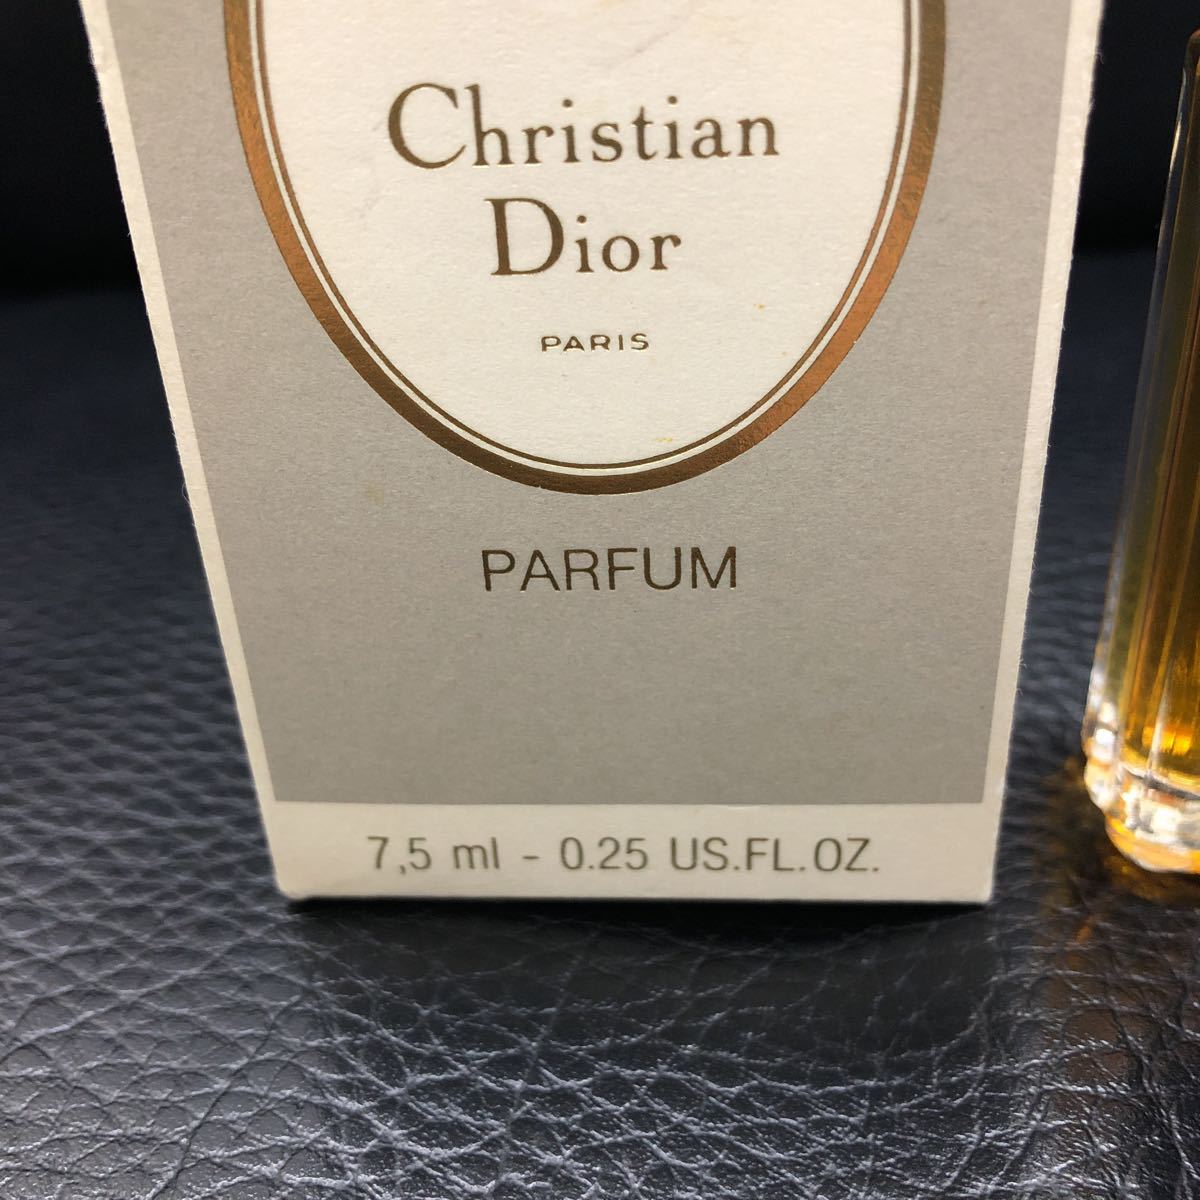 Christian
Dior
PARIS
PARFUM
7,5 ml - 0.25 US.FL.OZ.